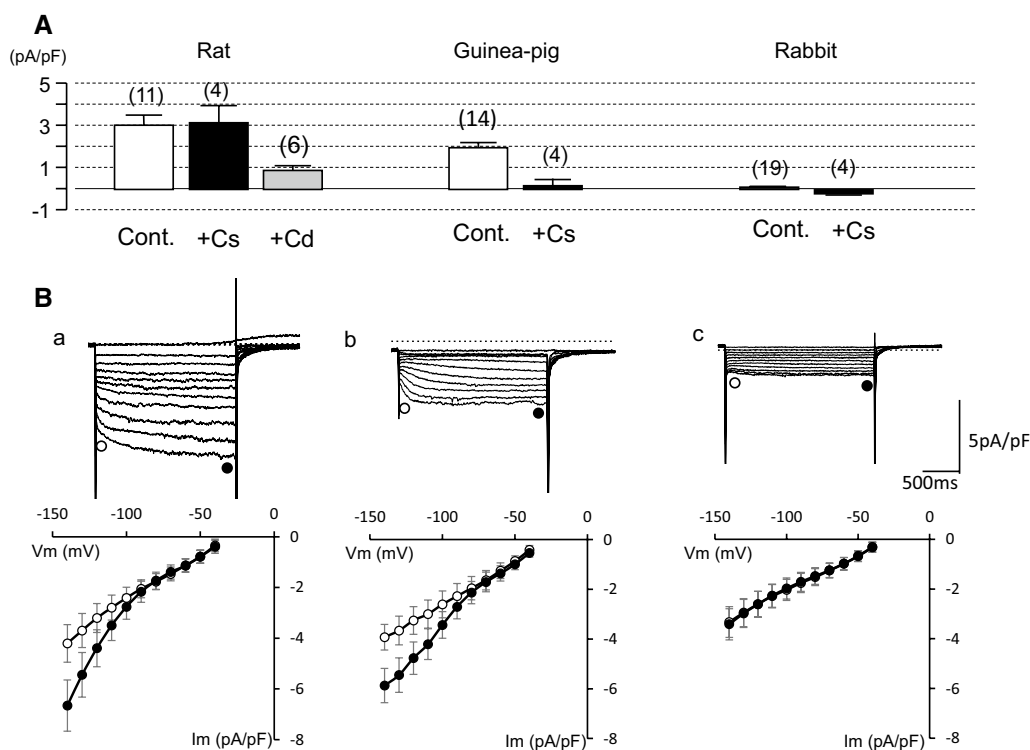 A
(pA/pF) Rat Guinea-pig Rabbit
5
3
1
-1
(11) (4) (6) (14) (4) (19) (4)
Cont. +Cs +Cd Cont. +Cs Cont. +Cs
B
a b c
5pA/pF
500ms
-150 -100 -50 0 -150 -100 -50 0 -150 -100 -50 0
Vm (mV) 0 Vm (mV) 0 Vm (mV) 0
-2 -2 -2
-4 -4 -4
-6 -6 -6
Im (pA/pF) -8 Im (pA/pF) -8 Im (pA/pF) -8